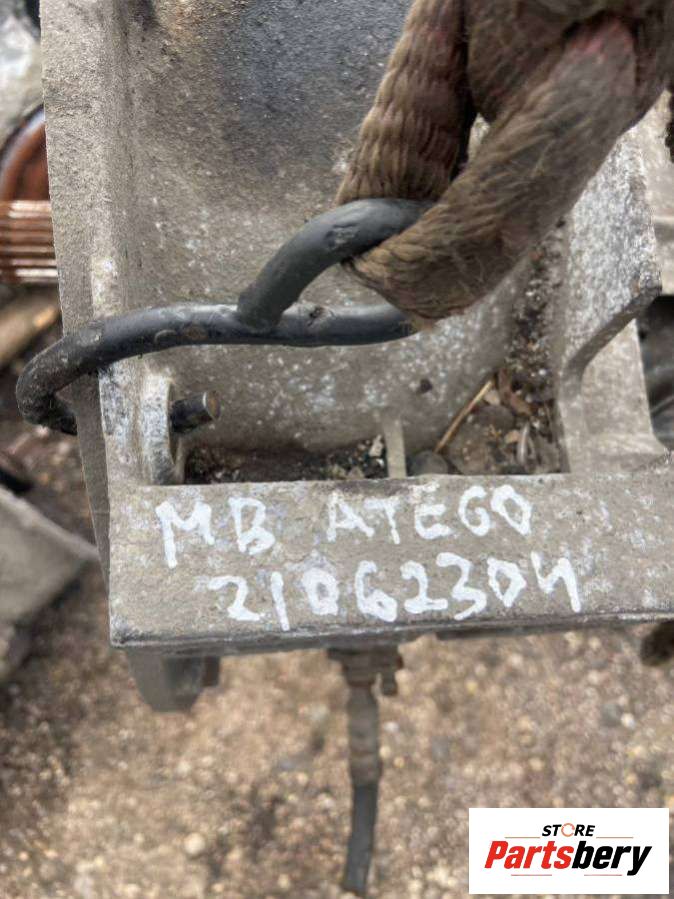 MB ATEGO
21062304
STORE
Partsbery